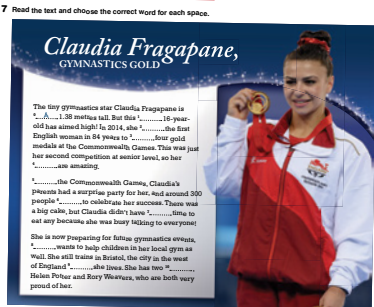 7 Read the text and choose the correct word for each space.
Claudia Fragapane,
GYMNASTICS GOLD
The tiny gymnastics star Claudia Fragapane is
0....A.... 1.38 metres tall. But this 1.......... 16-year-
old has aimed high! In 2014, she 2.......... the first
English woman in 84 years to 3.......... four gold
medals at the Commonwealth Games. This was just
her second competition at senior level, so her
4.......... are amazing.
5.......... the Commonwealth Games, Claudia's
parents had a surprise party for her, and around 300
people 6.......... to celebrate her success. There was
a big cake, but Claudia didn't have 7.......... time to
eat any because she was busy talking to everyone!
She is now preparing for future gymnastics events,
8.......... wants to help children in her local gym as
well. She still trains in Bristol, the city in the west
of England 9.......... she lives. She has two 10..........
Helen Potter and Rory Weavers, who are both very
proud of her.